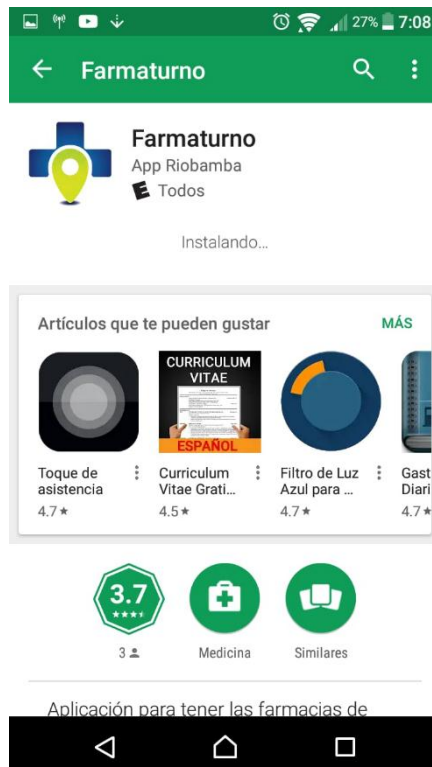 27% 7:08
Farmaturno
Farmaturno
App Riobamba
E Todos
Instalando...
Artículos que te pueden gustar MÁS
CURRICULUM
VITAE
ESPAÑOL
Toque de
asistencia
4.7★
Curriculum
Vitae Grati...
4.5★
Filtro de Luz
Azul para ...
4.7★
Gast
Diari
4.7★
3.7
3
Medicina
Similares
Aplicación para tener las farmacias de